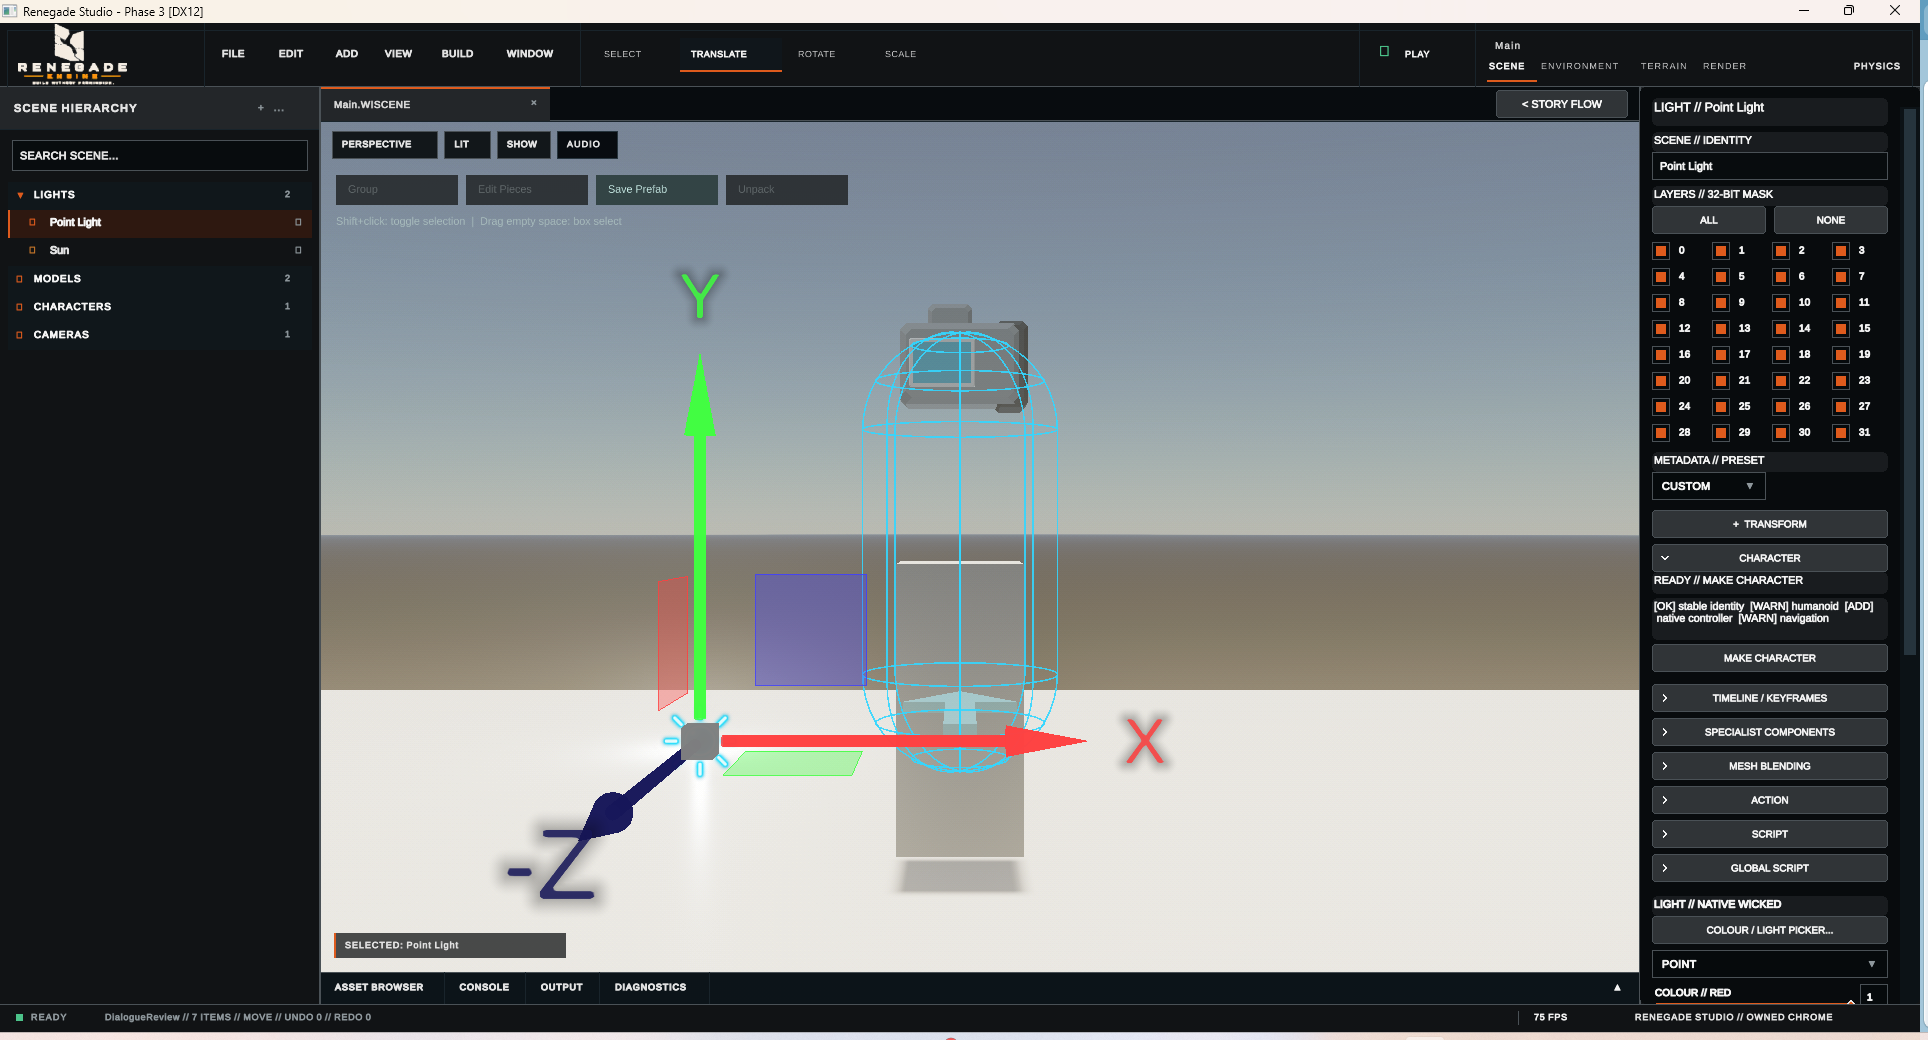 Renegade Studio - Phase 3 [DX12]
RENEGADE
ENGINE
BUILD WITHOUT PERMISSION.
FILE EDIT ADD VIEW BUILD WINDOW
SELECT TRANSLATE ROTATE SCALE
PLAY
Main
SCENE ENVIRONMENT TERRAIN RENDER PHYSICS
SCENE HIERARCHY + ...
SEARCH SCENE...
LIGHTS 2
Point Light
Sun
MODELS 2
CHARACTERS 1
CAMERAS 1
Main.WISCENE ×
< STORY FLOW
PERSPECTIVE LIT SHOW AUDIO
Group Edit Pieces Save Prefab Unpack
Shift+click: toggle selection | Drag empty space: box select
Y
X
-Z
SELECTED: Point Light
ASSET BROWSER CONSOLE OUTPUT DIAGNOSTICS
LIGHT // Point Light
SCENE // IDENTITY
Point Light
LAYERS // 32-BIT MASK
ALL NONE
0 1 2 3
4 5 6 7
8 9 10 11
12 13 14 15
16 17 18 19
20 21 22 23
24 25 26 27
28 29 30 31
METADATA // PRESET
CUSTOM
+ TRANSFORM
CHARACTER
READY // MAKE CHARACTER
[OK] stable identity [WARN] humanoid [ADD]
native controller [WARN] navigation
MAKE CHARACTER
TIMELINE / KEYFRAMES
SPECIALIST COMPONENTS
MESH BLENDING
ACTION
SCRIPT
GLOBAL SCRIPT
LIGHT // NATIVE WICKED
COLOUR / LIGHT PICKER...
POINT
COLOUR // RED 1
READY DialogueReview // 7 ITEMS // MOVE // UNDO 0 // REDO 0
75 FPS RENEGADE STUDIO // OWNED CHROME